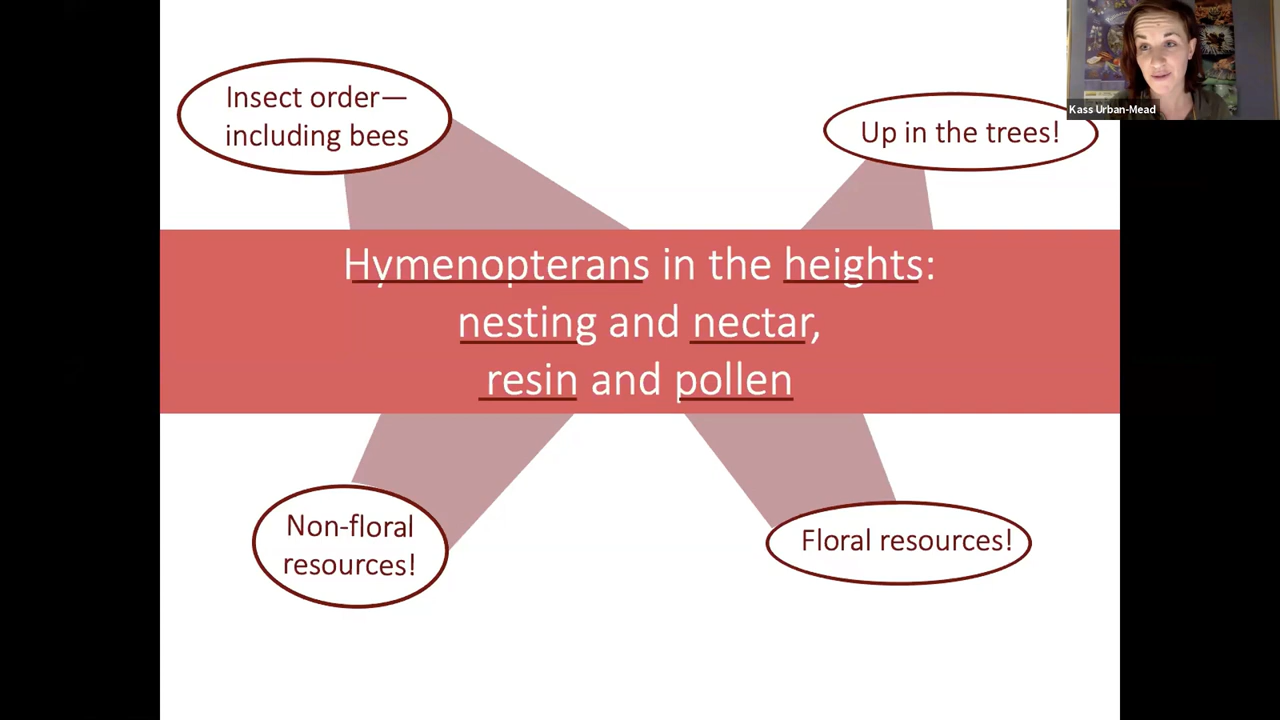 Insect order—
including bees
Up in the trees!
Kass Urban-Mead
Hymenopterans in the heights:
nesting and nectar,
resin and pollen
Non-floral
resources!
Floral resources!